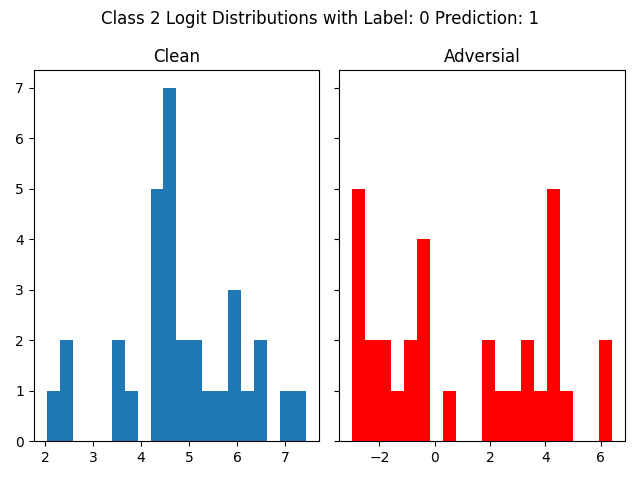 Class 2 Logit Distributions with Label: 0 Prediction: 1
Clean
Adversial
7
6
5
4
3
2
1
0
2 3 4 5 6 7
−2 0 2 4 6